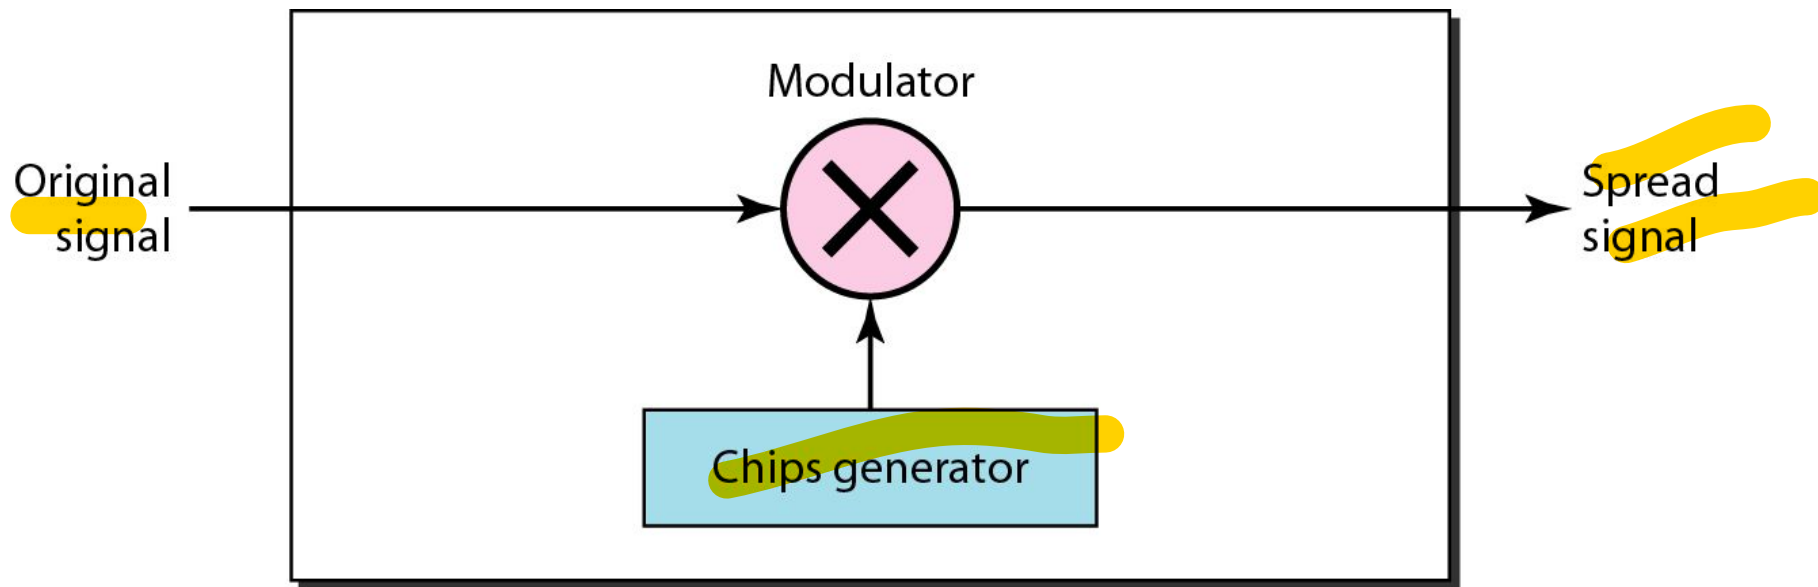 Modulator
Original
signal
Spread
signal
Chips generator